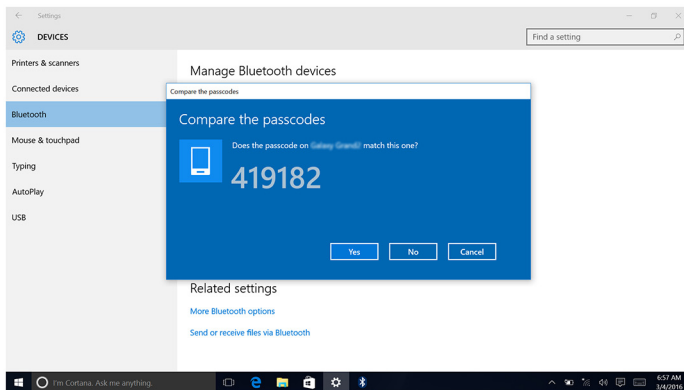 Settings
DEVICES
Find a setting
Printers & scanners
Connected devices
Bluetooth
Mouse & touchpad
Typing
AutoPlay
USB
Manage Bluetooth devices
Compare the passcodes
Compare the passcodes
Does the passcode on Galaxy Grand2 match this one?
419182
Yes No Cancel
Related settings
More Bluetooth options
Send or receive files via Bluetooth
I'm Cortana. Ask me anything.
6:57 AM
3/4/2016